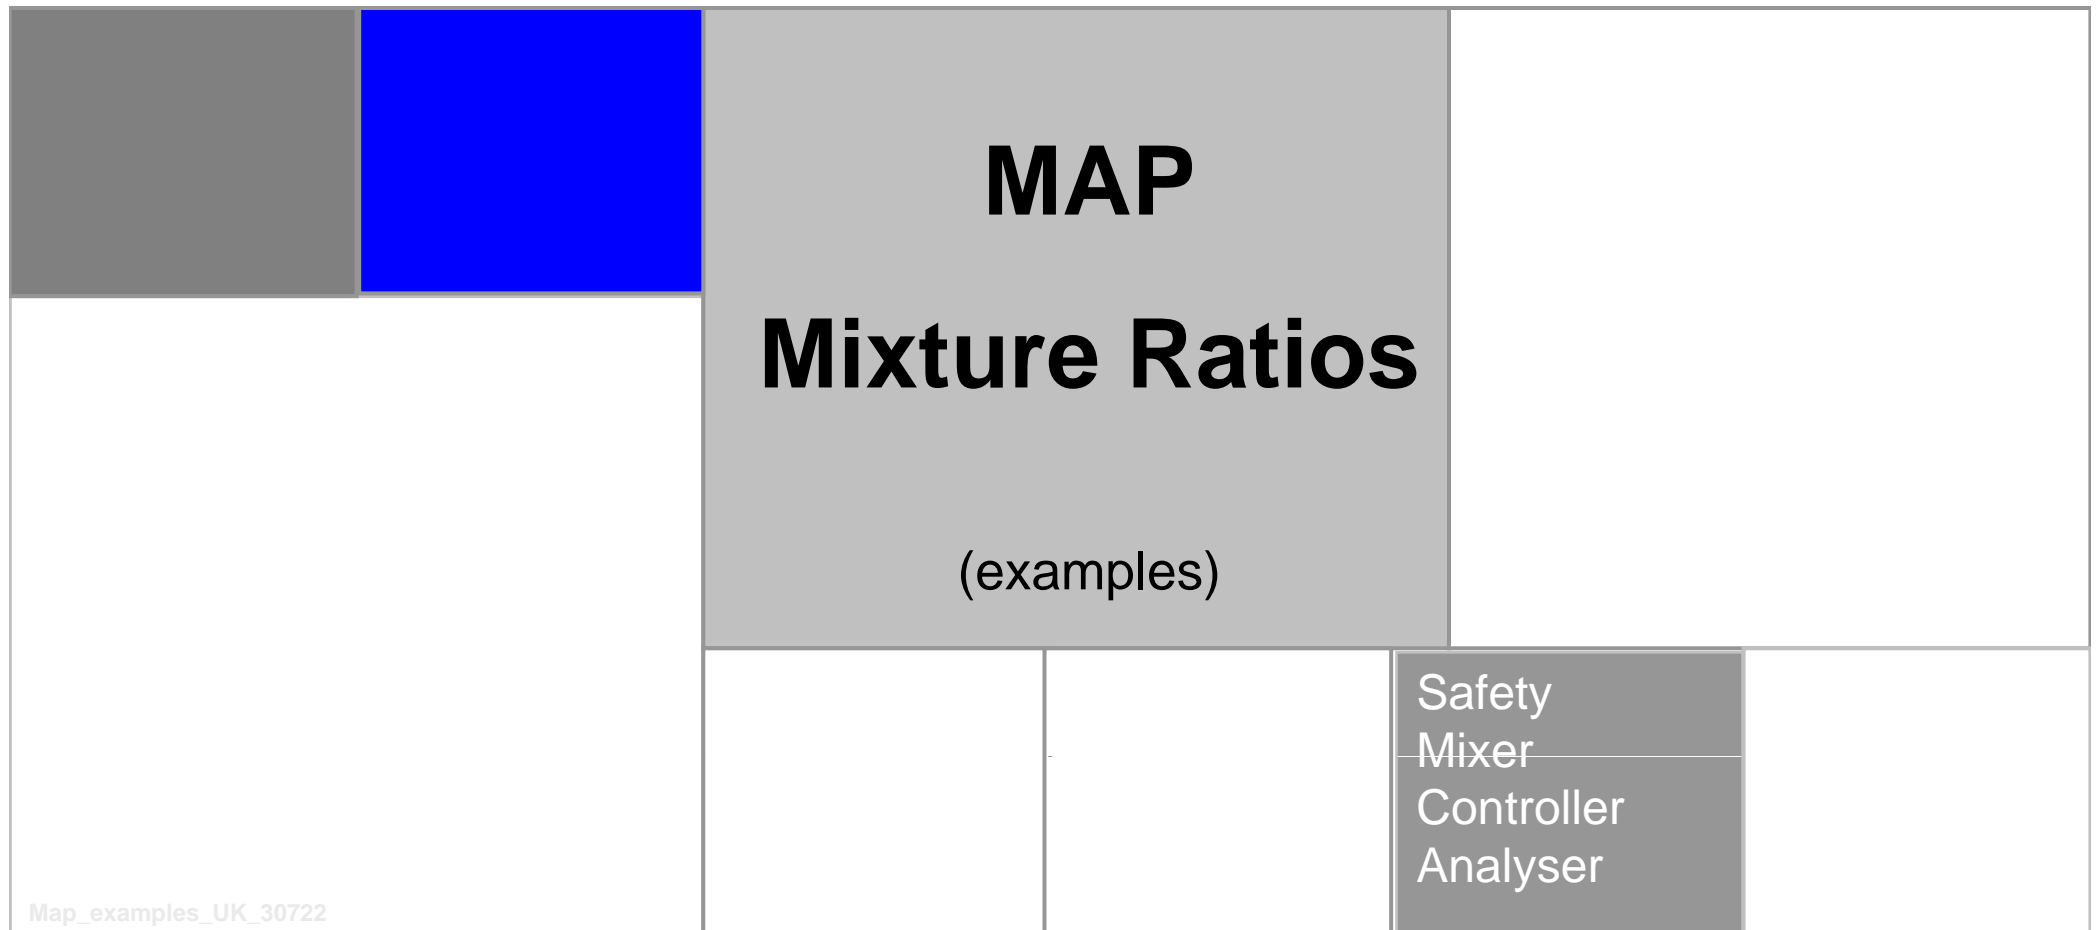 MAP
Mixture Ratios
(examples)
Safety
Mixer
Controller
Analyser
Map_examples_UK_30722